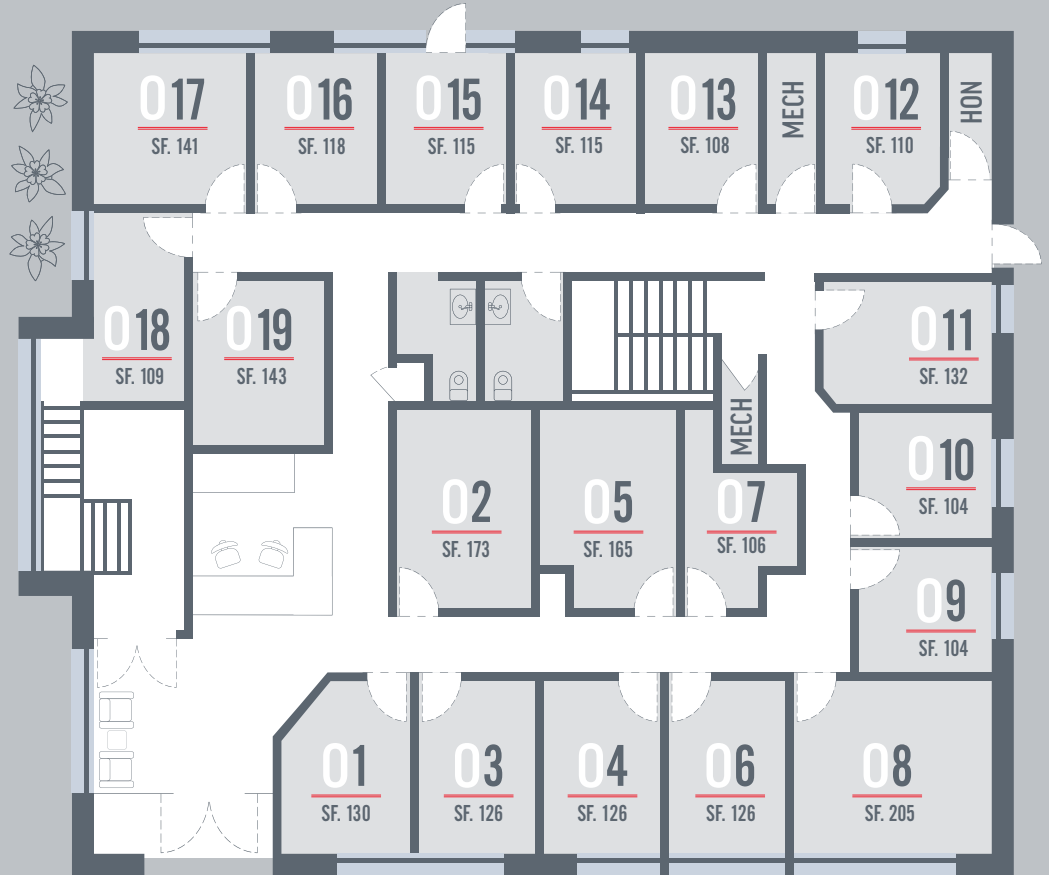 017
SF. 141
016
SF. 118
015
SF. 115
014
SF. 115
013
SF. 108
MECH
012
SF. 110
HON
018
SF. 109
019
SF. 143
011
SF. 132
MECH
010
SF. 104
02
SF. 173
05
SF. 165
07
SF. 106
09
SF. 104
01
SF. 130
03
SF. 126
04
SF. 126
06
SF. 126
08
SF. 205